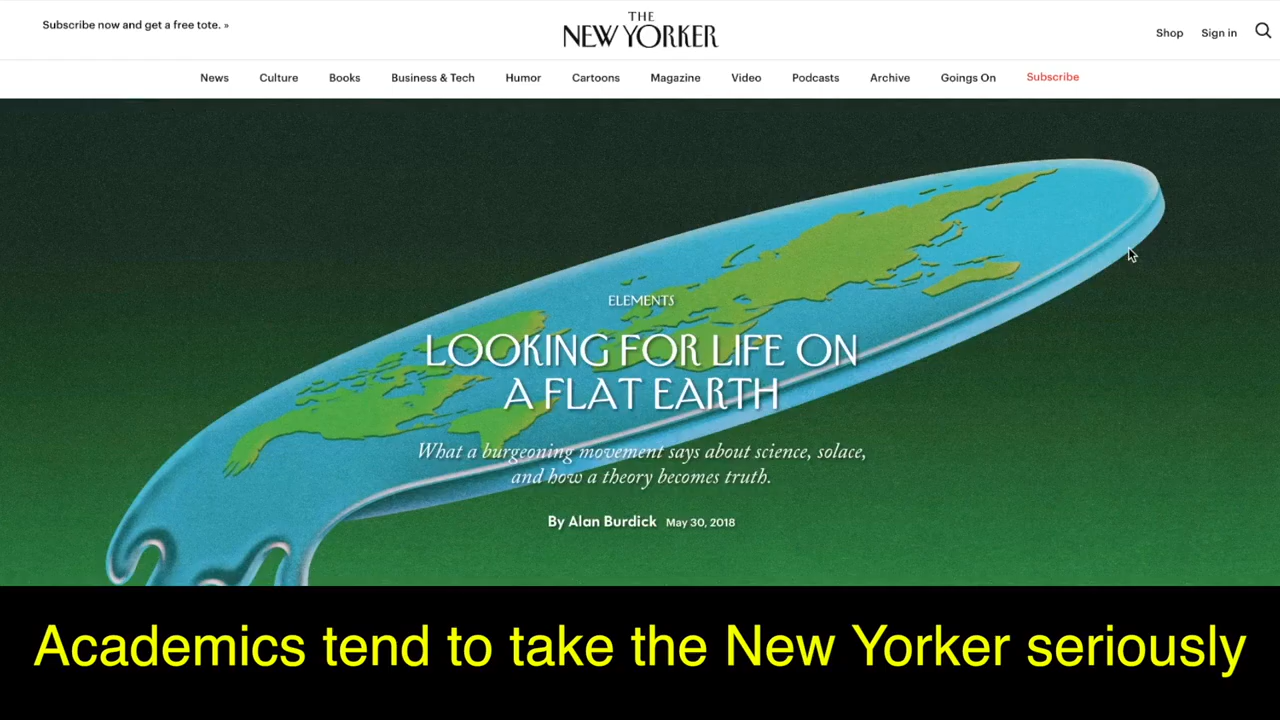 Subscribe now and get a free tote. »
THE
NEW YORKER
Shop Sign in
News Culture Books Business & Tech Humor Cartoons Magazine Video Podcasts Archive Goings On Subscribe
ELEMENTS
LOOKING FOR LIFE ON
A FLAT EARTH
What a burgeoning movement says about science, solace,
and how a theory becomes truth.
By Alan Burdick May 30, 2018
Academics tend to take the New Yorker seriously